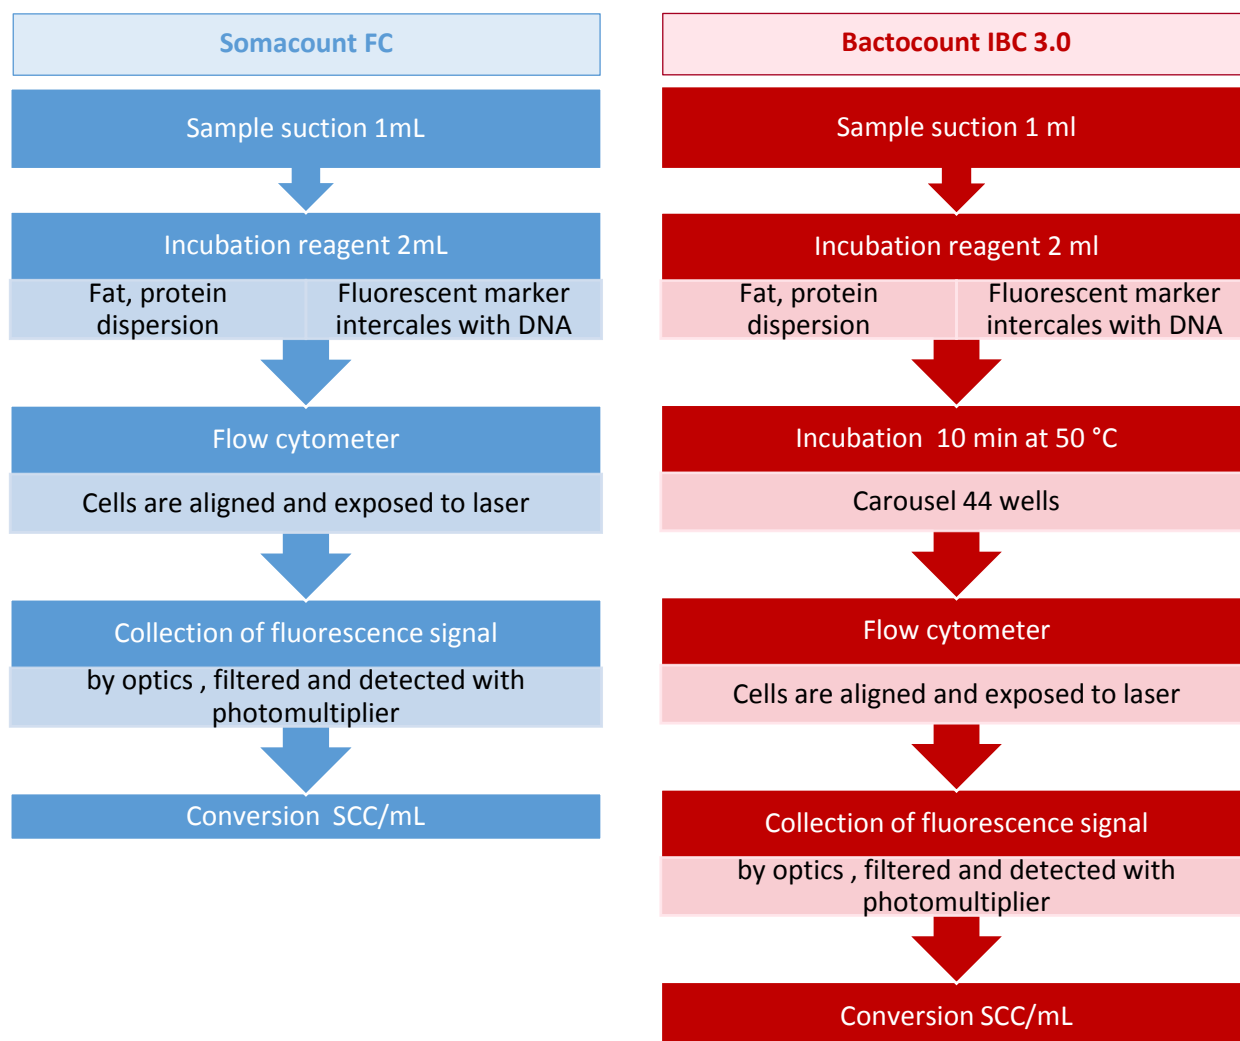 Somacount FC
Sample suction 1mL
Incubation reagent 2mL
Fat, protein
dispersion
Fluorescent marker
intercales with DNA
Flow cytometer
Cells are aligned and exposed to laser
Collection of fluorescence signal
by optics , filtered and detected with
photomultiplier
Conversion SCC/mL
Bactocount IBC 3.0
Sample suction 1 ml
Incubation reagent 2 ml
Fat, protein
dispersion
Fluorescent marker
intercales with DNA
Incubation 10 min at 50 °C
Carousel 44 wells
Flow cytometer
Cells are aligned and exposed to laser
Collection of fluorescence signal
by optics , filtered and detected with
photomultiplier
Conversion SCC/mL